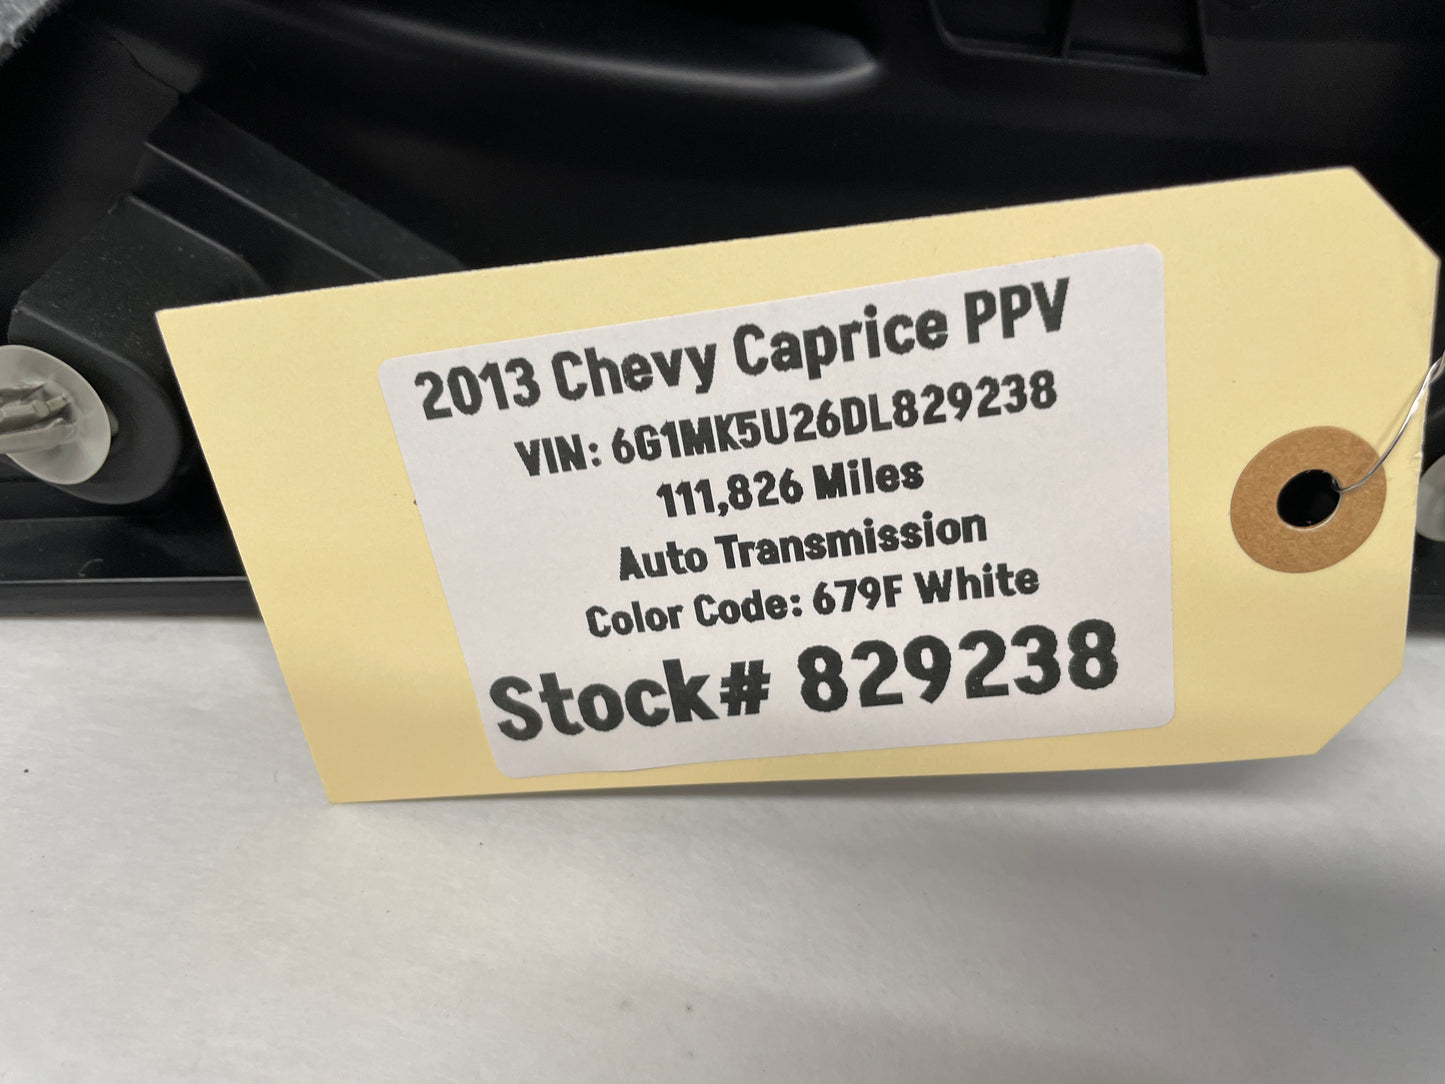 2013 Chevy Caprice PPV
VIN: 6G1MK5U26DL829238
111,826 Miles
Auto Transmission
Color Code: 679F White
Stock# 829238